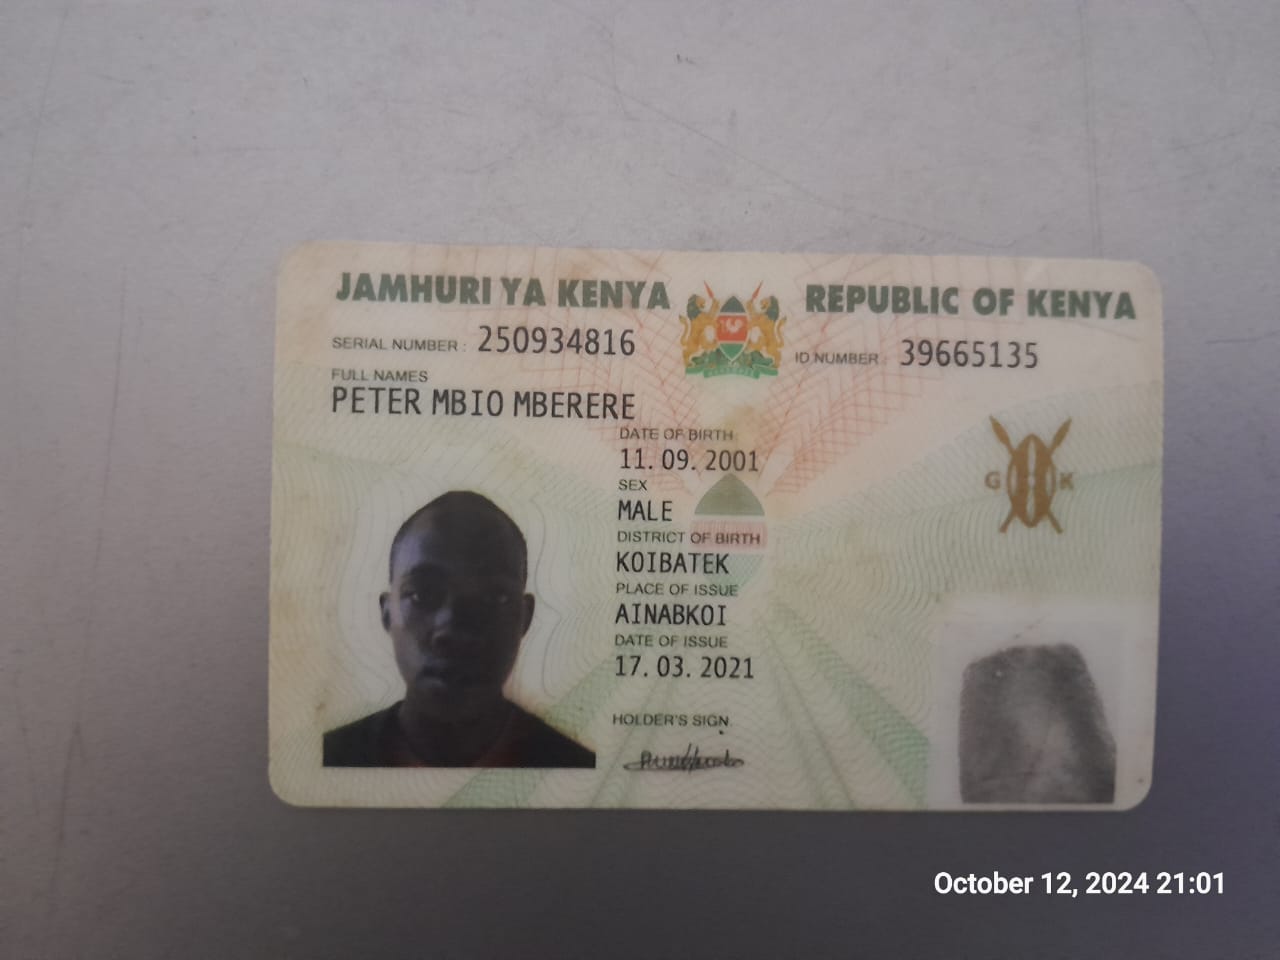 JAMHURI YA KENYA
REPUBLIC OF KENYA
SERIAL NUMBER : 250934816
ID NUMBER : 39665135
FULL NAMES
PETER MBIO MBERERE
DATE OF BIRTH
11. 09. 2001
SEX
MALE
DISTRICT OF BIRTH
KOIBATEK
PLACE OF ISSUE
AINABKOI
DATE OF ISSUE
17. 03. 2021
HOLDER'S SIGN.
G K
October 12, 2024 21:01